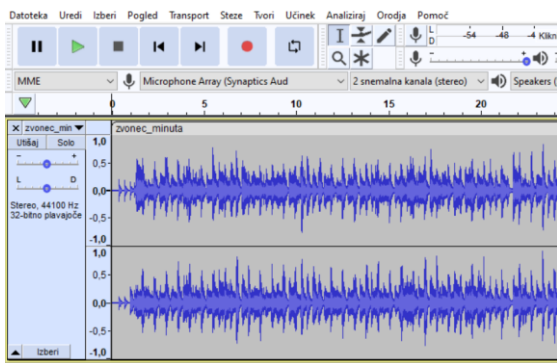 Datoteka Uredi Izberi Pogled Transport Steze Tvori Učinek Analiziraj Orodja Pomoč
L
D
-54 -48 -4 Klikn
MME Microphone Array (Synaptics Aud 2 snemalna kanala (stereo) Speakers (
0 5 10 15 20
× zvonec_min zvonec_minuta
Utišaj Solo
- +
L D
Stereo, 44100 Hz
32-bitno plavajoče
1,0
0,5-
0,0-
-0,5-
-1,0
1,0
0,5-
0,0-
-0,5-
-1,0
Izberi